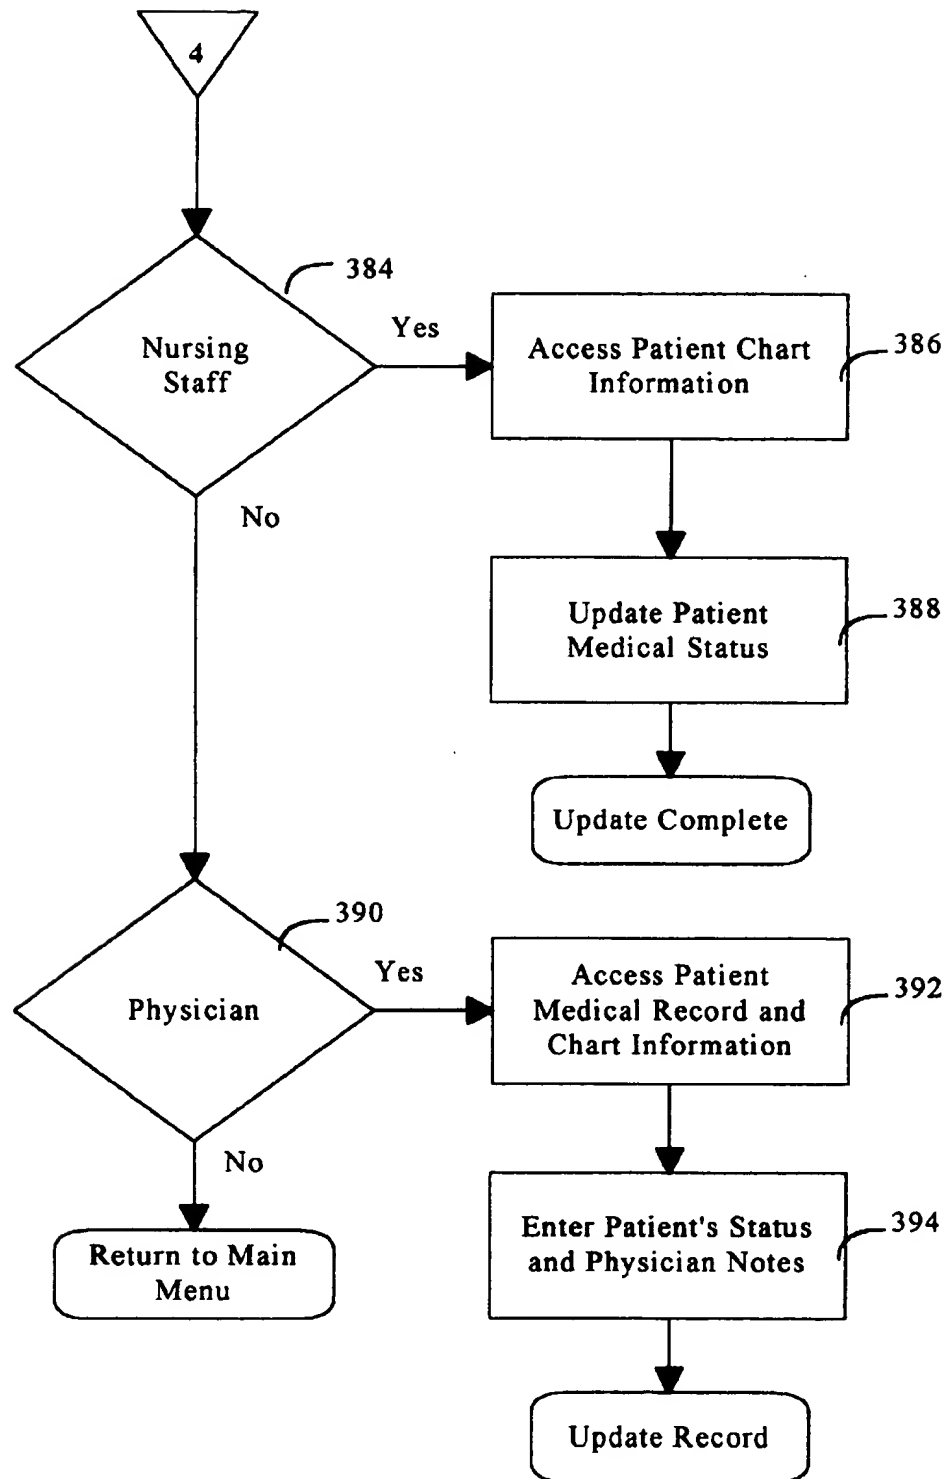 4
384
Nursing
Staff
Yes
Access Patient Chart
Information
386
No
Update Patient
Medical Status
388
Update Complete
390
Physician
Yes
Access Patient
Medical Record and
Chart Information
392
No
Return to Main
Menu
Enter Patient's Status
and Physician Notes
394
Update Record